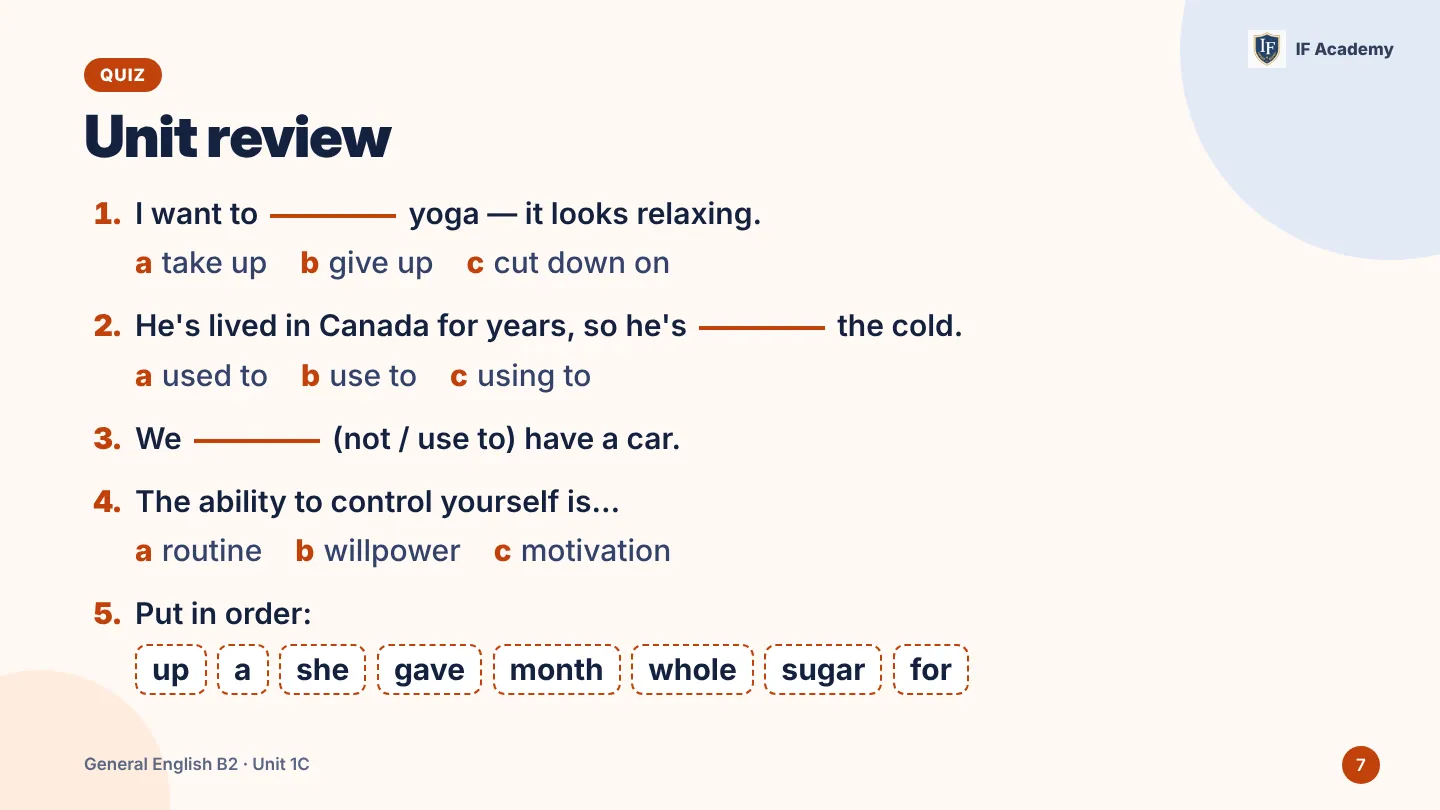 IF Academy
QUIZ
Unit review
1. I want to ______ yoga — it looks relaxing.
a take up b give up c cut down on
2. He's lived in Canada for years, so he's ______ the cold.
a used to b use to c using to
3. We ______ (not / use to) have a car.
4. The ability to control yourself is...
a routine b willpower c motivation
5. Put in order:
up a she gave month whole sugar for
General English B2 · Unit 1C
7